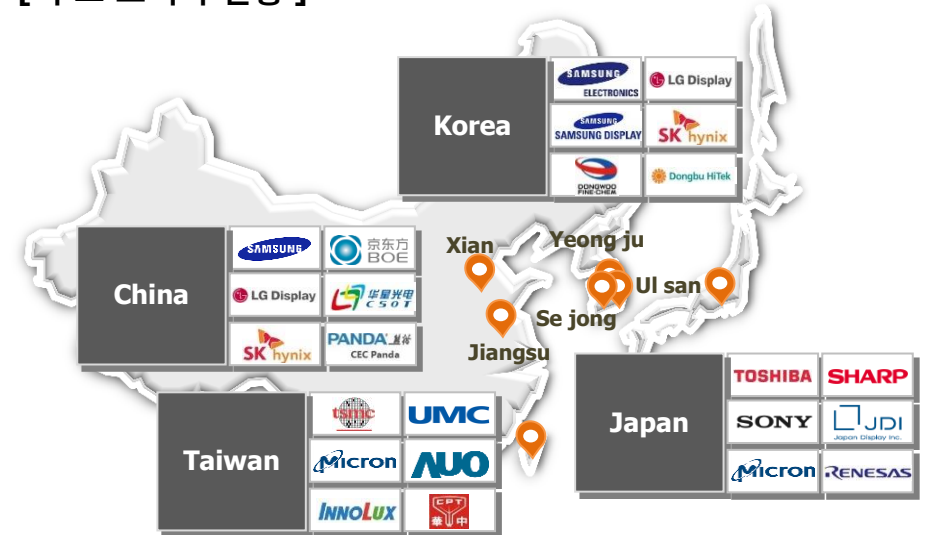 Korea
SAMSUNG
ELECTRONICS
LG Display
SAMSUNG
SAMSUNG DISPLAY
SK hynix
DONGWOO
FINE-CHEM
Dongbu HiTek
China
SAMSUNG
京东方
BOE
LG Display
华星光电
CSOT
SK hynix
PANDA
CEC Panda
Xian
Yeong ju
Ul san
Se jong
Jiangsu
Taiwan
tsmc
UMC
Micron
AUO
INNOLUX
CPT
華中
Japan
TOSHIBA
SHARP
SONY
JDI
Japan Display Inc.
Micron
RENESAS